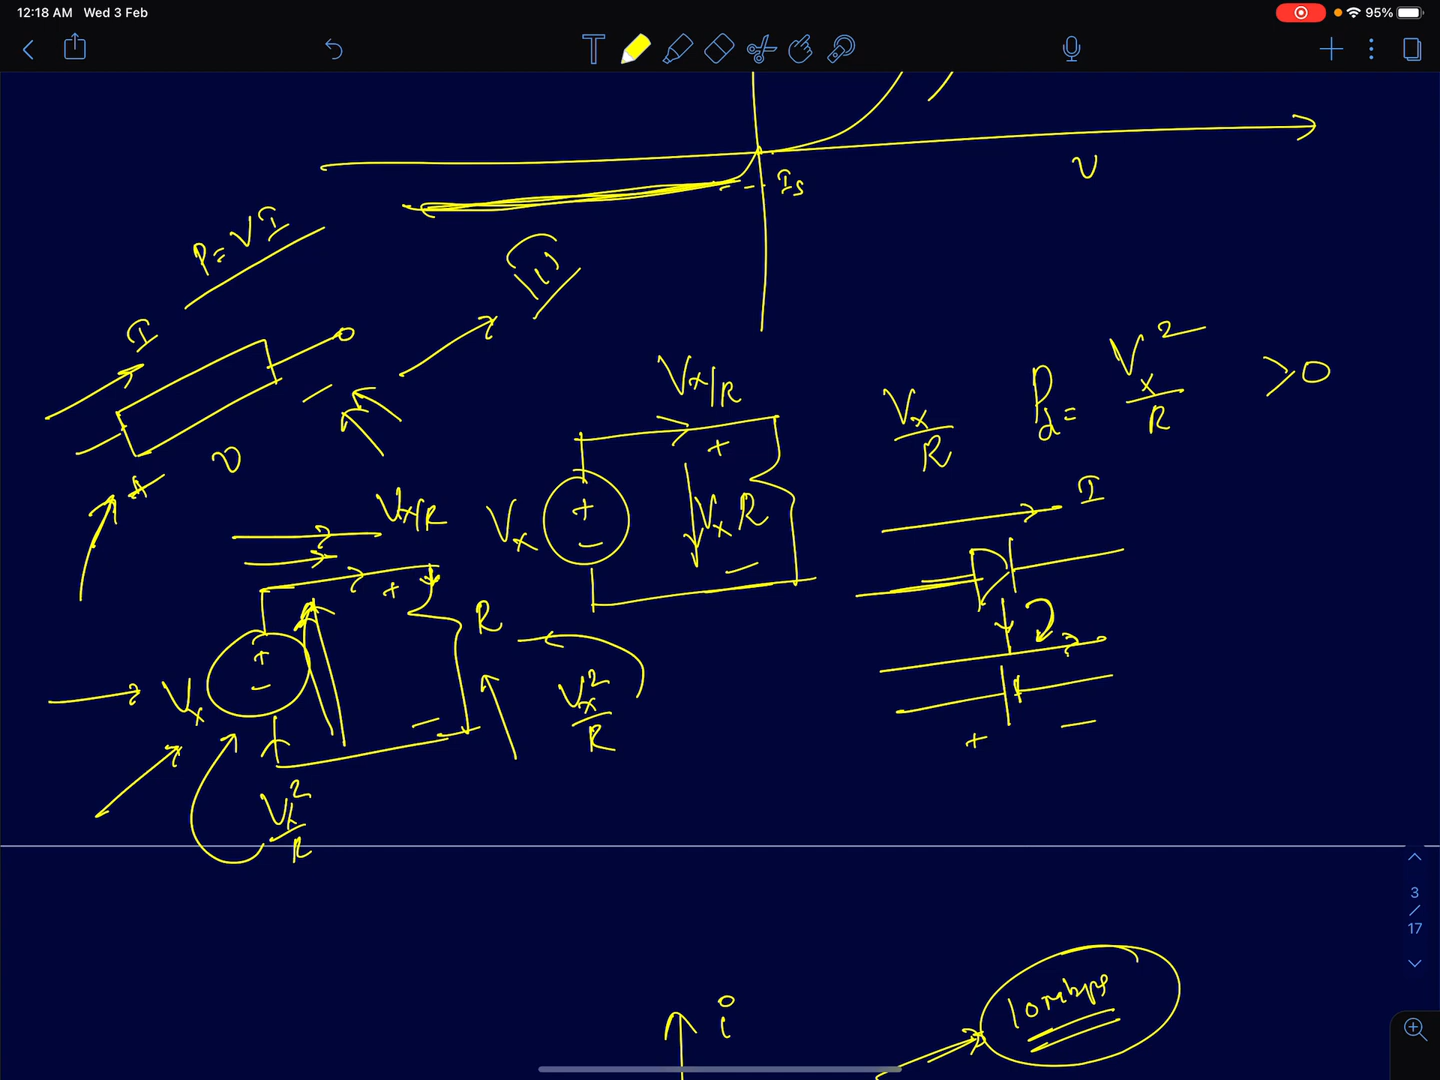 12:18 AM Wed 3 Feb
95%
T
V
Is
P = VI
I
+
−
V
Vx/R
Vx
+
−
+
Vx
R
−
Vx/R
Pd = Vx²/R > 0
I
+
−
Vx/R
+
R
−
Vx
+
−
Vx²/R
Vx²/R
3
/
17
i